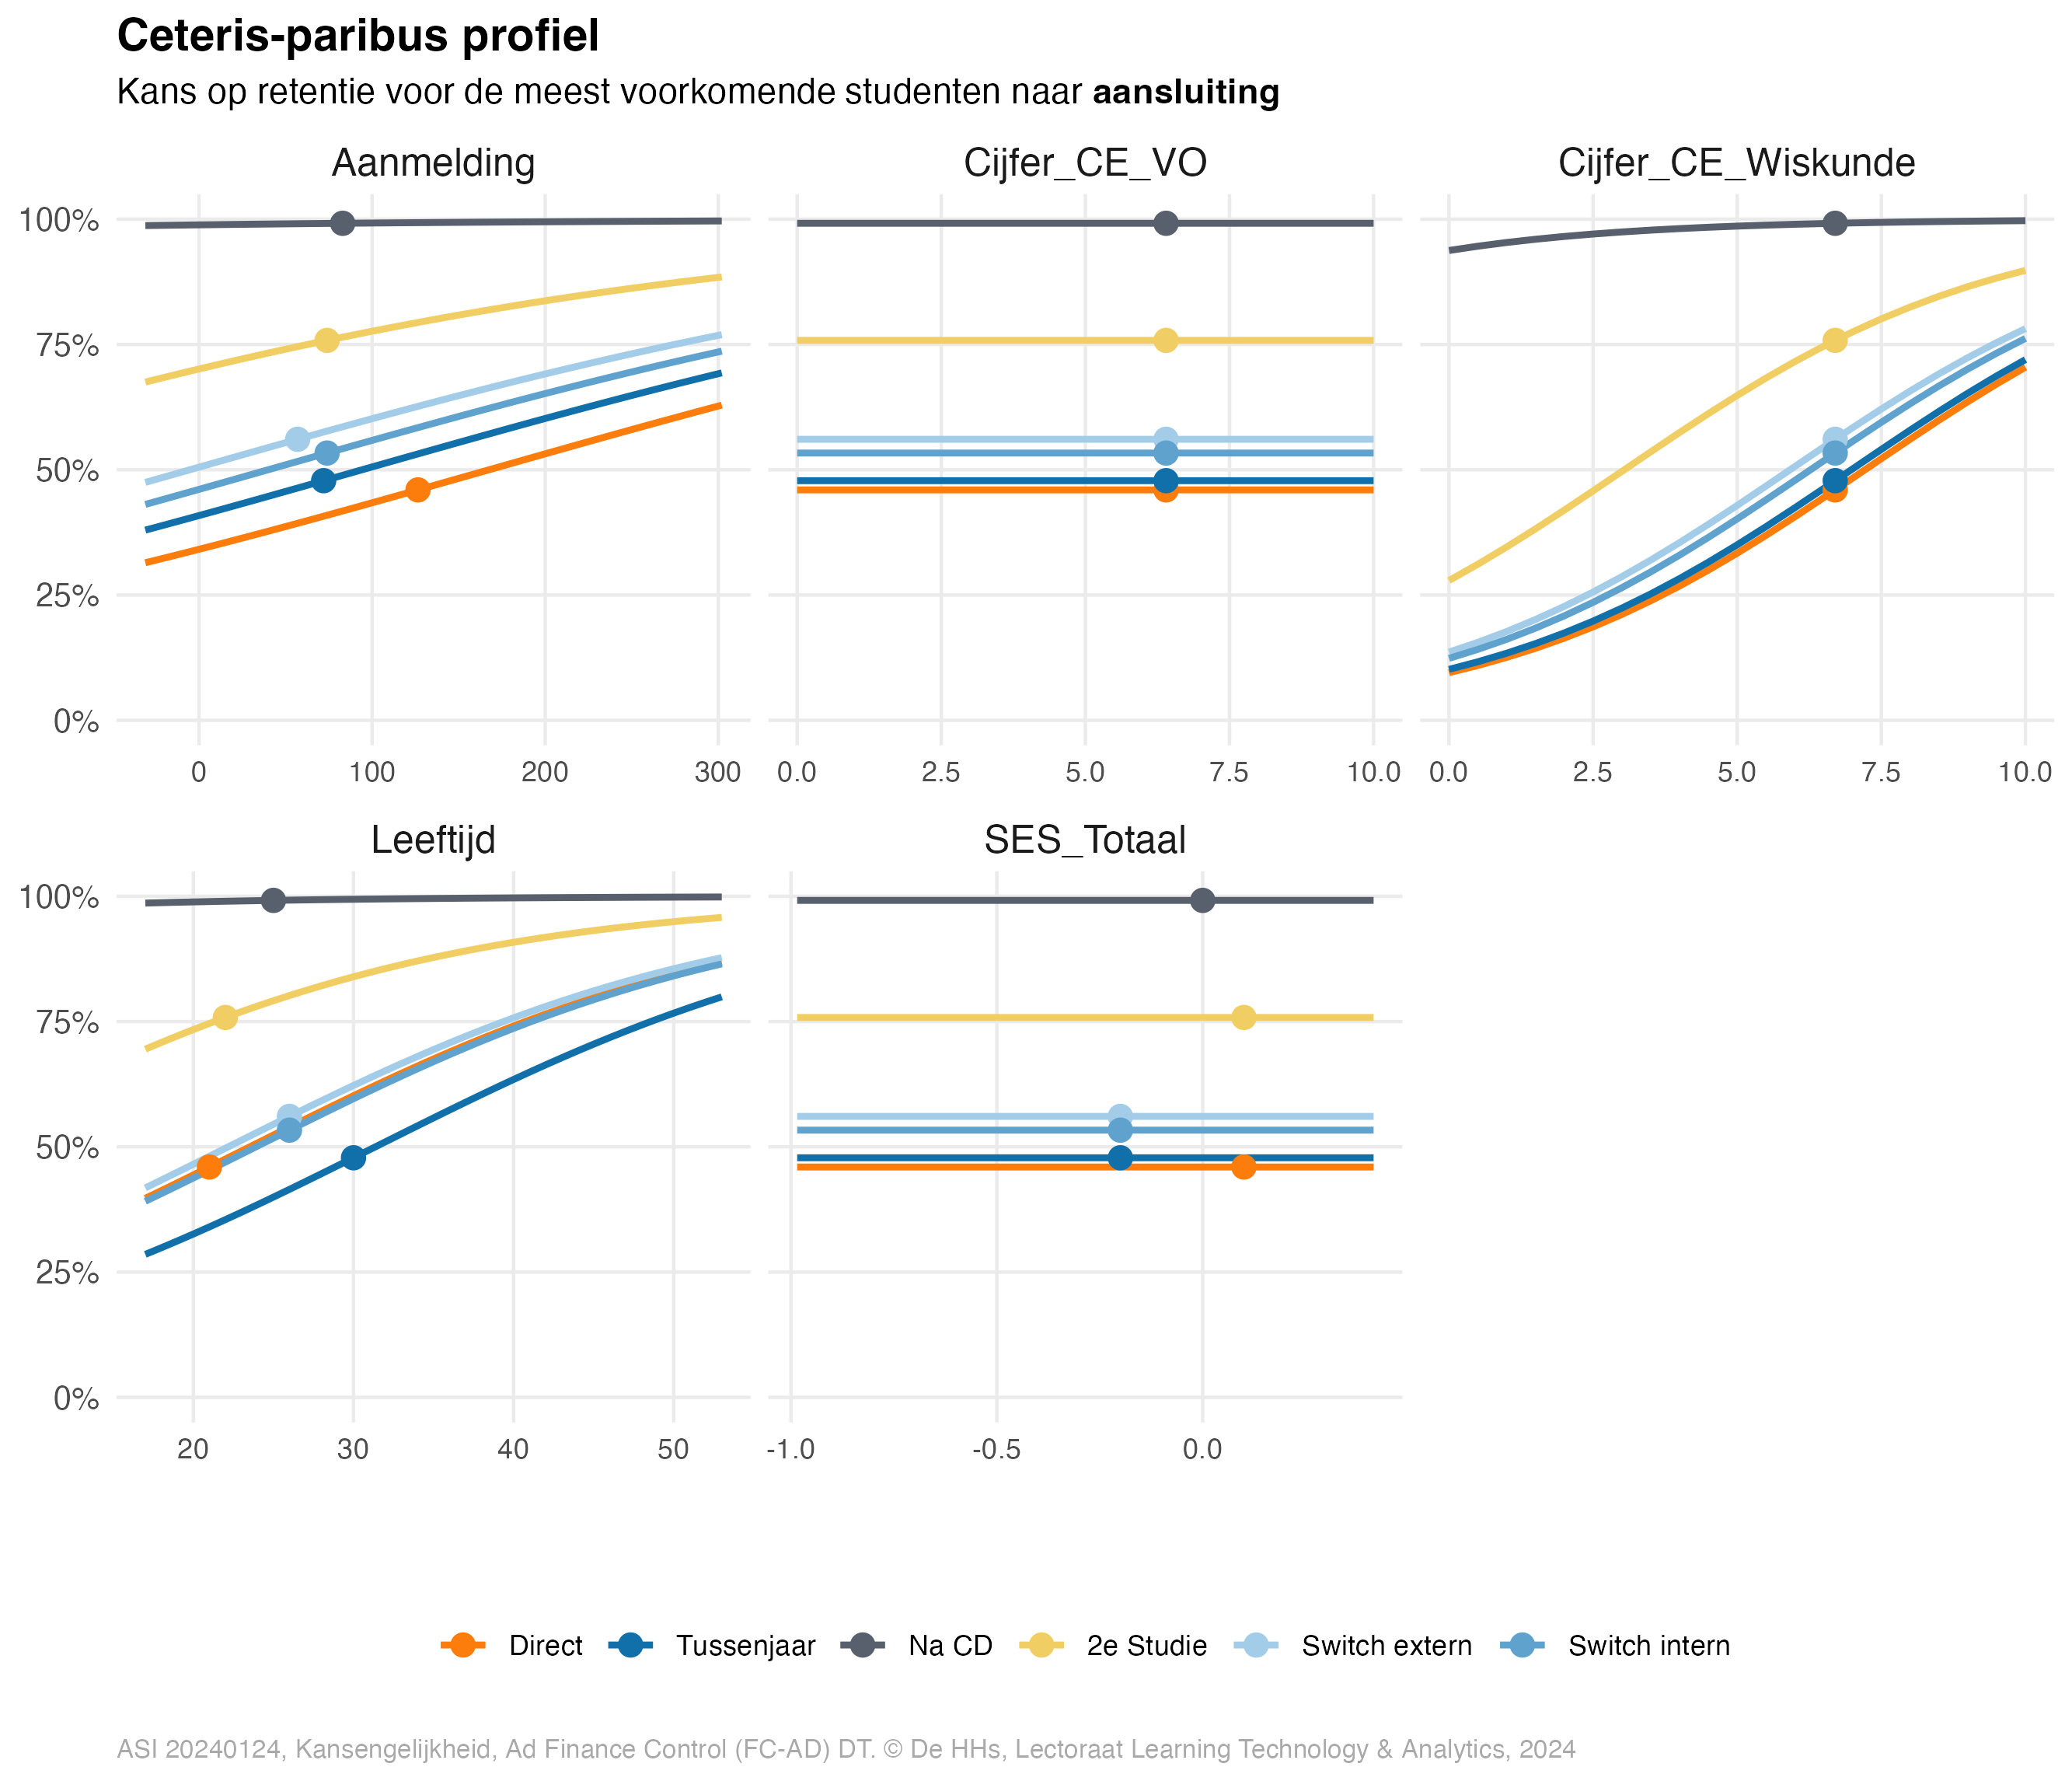 Ceteris-paribus profiel
Kans op retentie voor de meest voorkomende studenten naar aansluiting
Aanmelding
Cijfer_CE_VO
Cijfer_CE_Wiskunde
100%
75%
50%
25%
0%
0 100 200 300
0.0 2.5 5.0 7.5 10.0
0.0 2.5 5.0 7.5 10.0
Leeftijd
SES_Totaal
100%
75%
50%
25%
0%
20 30 40 50
-1.0 -0.5 0.0
Direct Tussenjaar Na CD 2e Studie Switch extern Switch intern
ASI 20240124, Kansengelijkheid, Ad Finance Control (FC-AD) DT. © De HHs, Lectoraat Learning Technology & Analytics, 2024